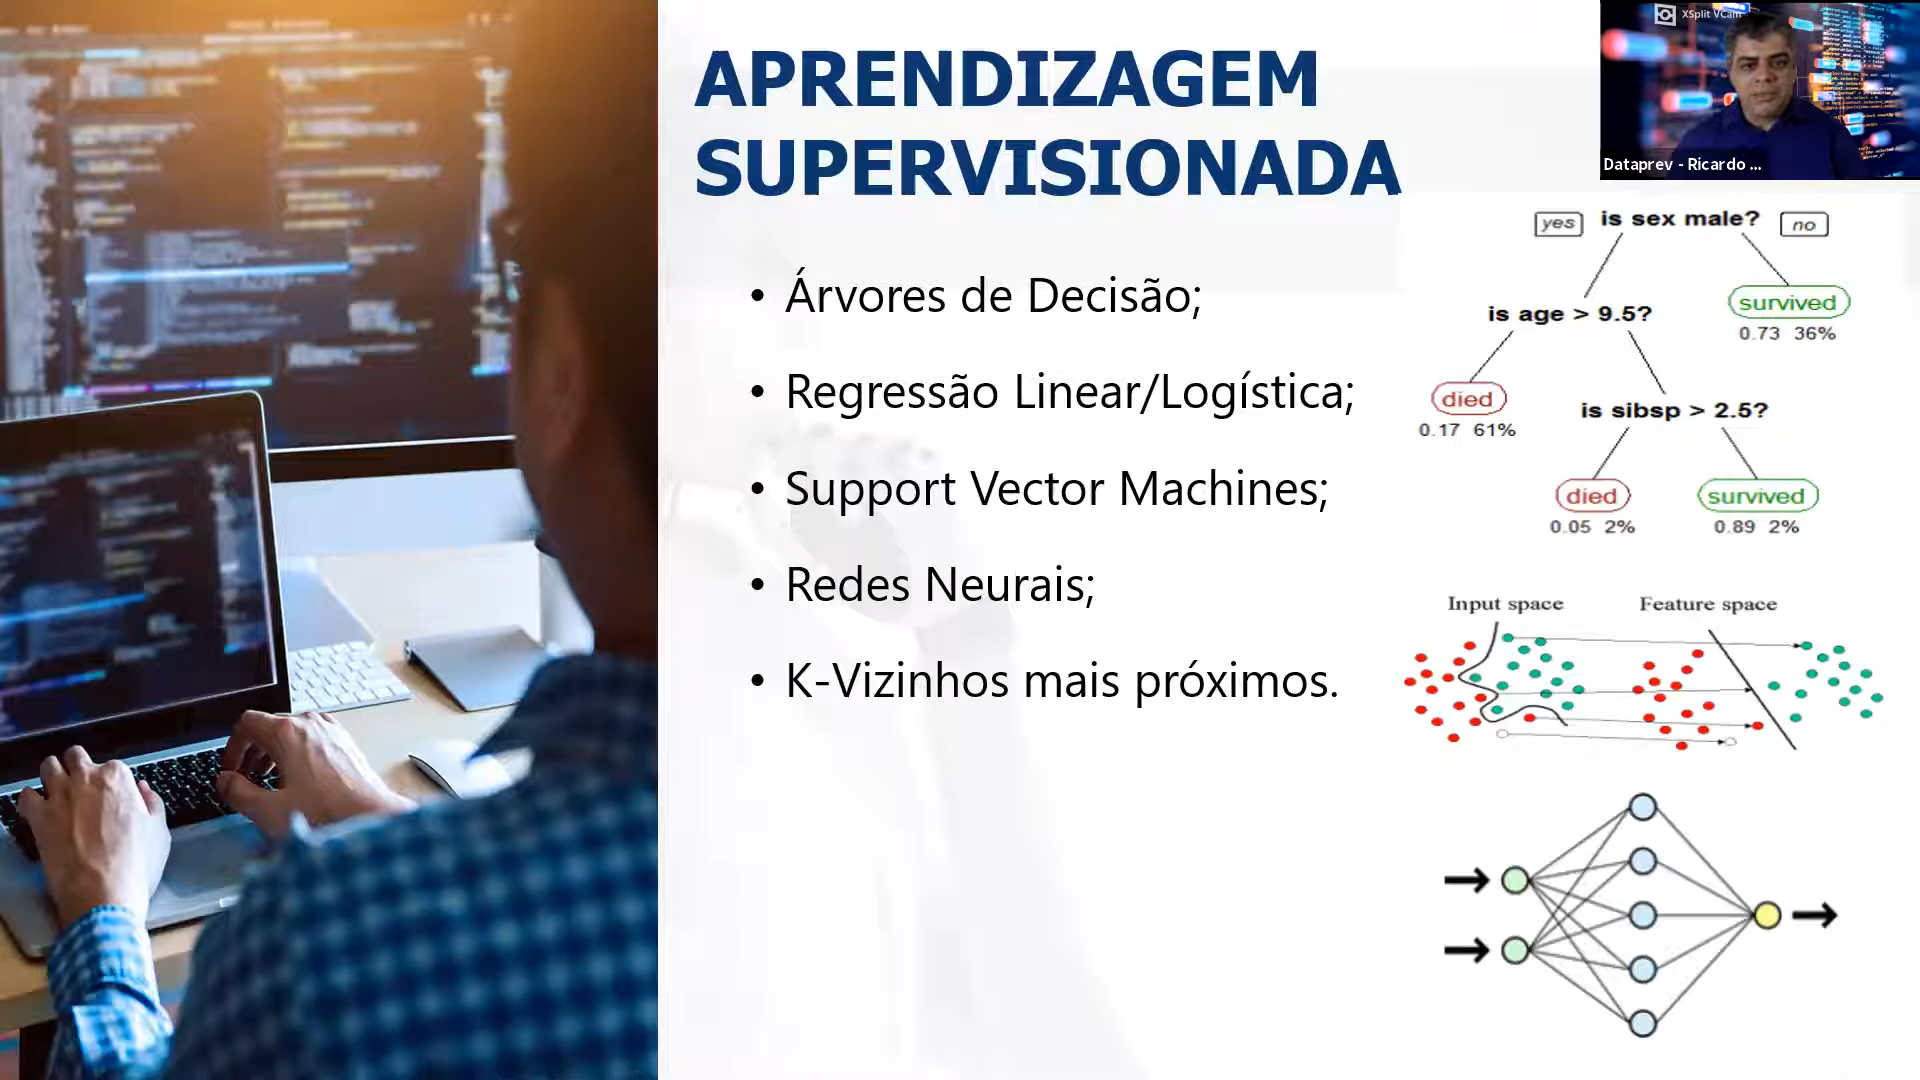 APRENDIZAGEM
SUPERVISIONADA
XSplit VCam
Dataprev - Ricardo ...
• Árvores de Decisão;
• Regressão Linear/Logística;
• Support Vector Machines;
• Redes Neurais;
• K-Vizinhos mais próximos.
yes is sex male? no
is age > 9.5?
survived
0.73 36%
died
0.17 61%
is sibsp > 2.5?
died
0.05 2%
survived
0.89 2%
Input space
Feature space